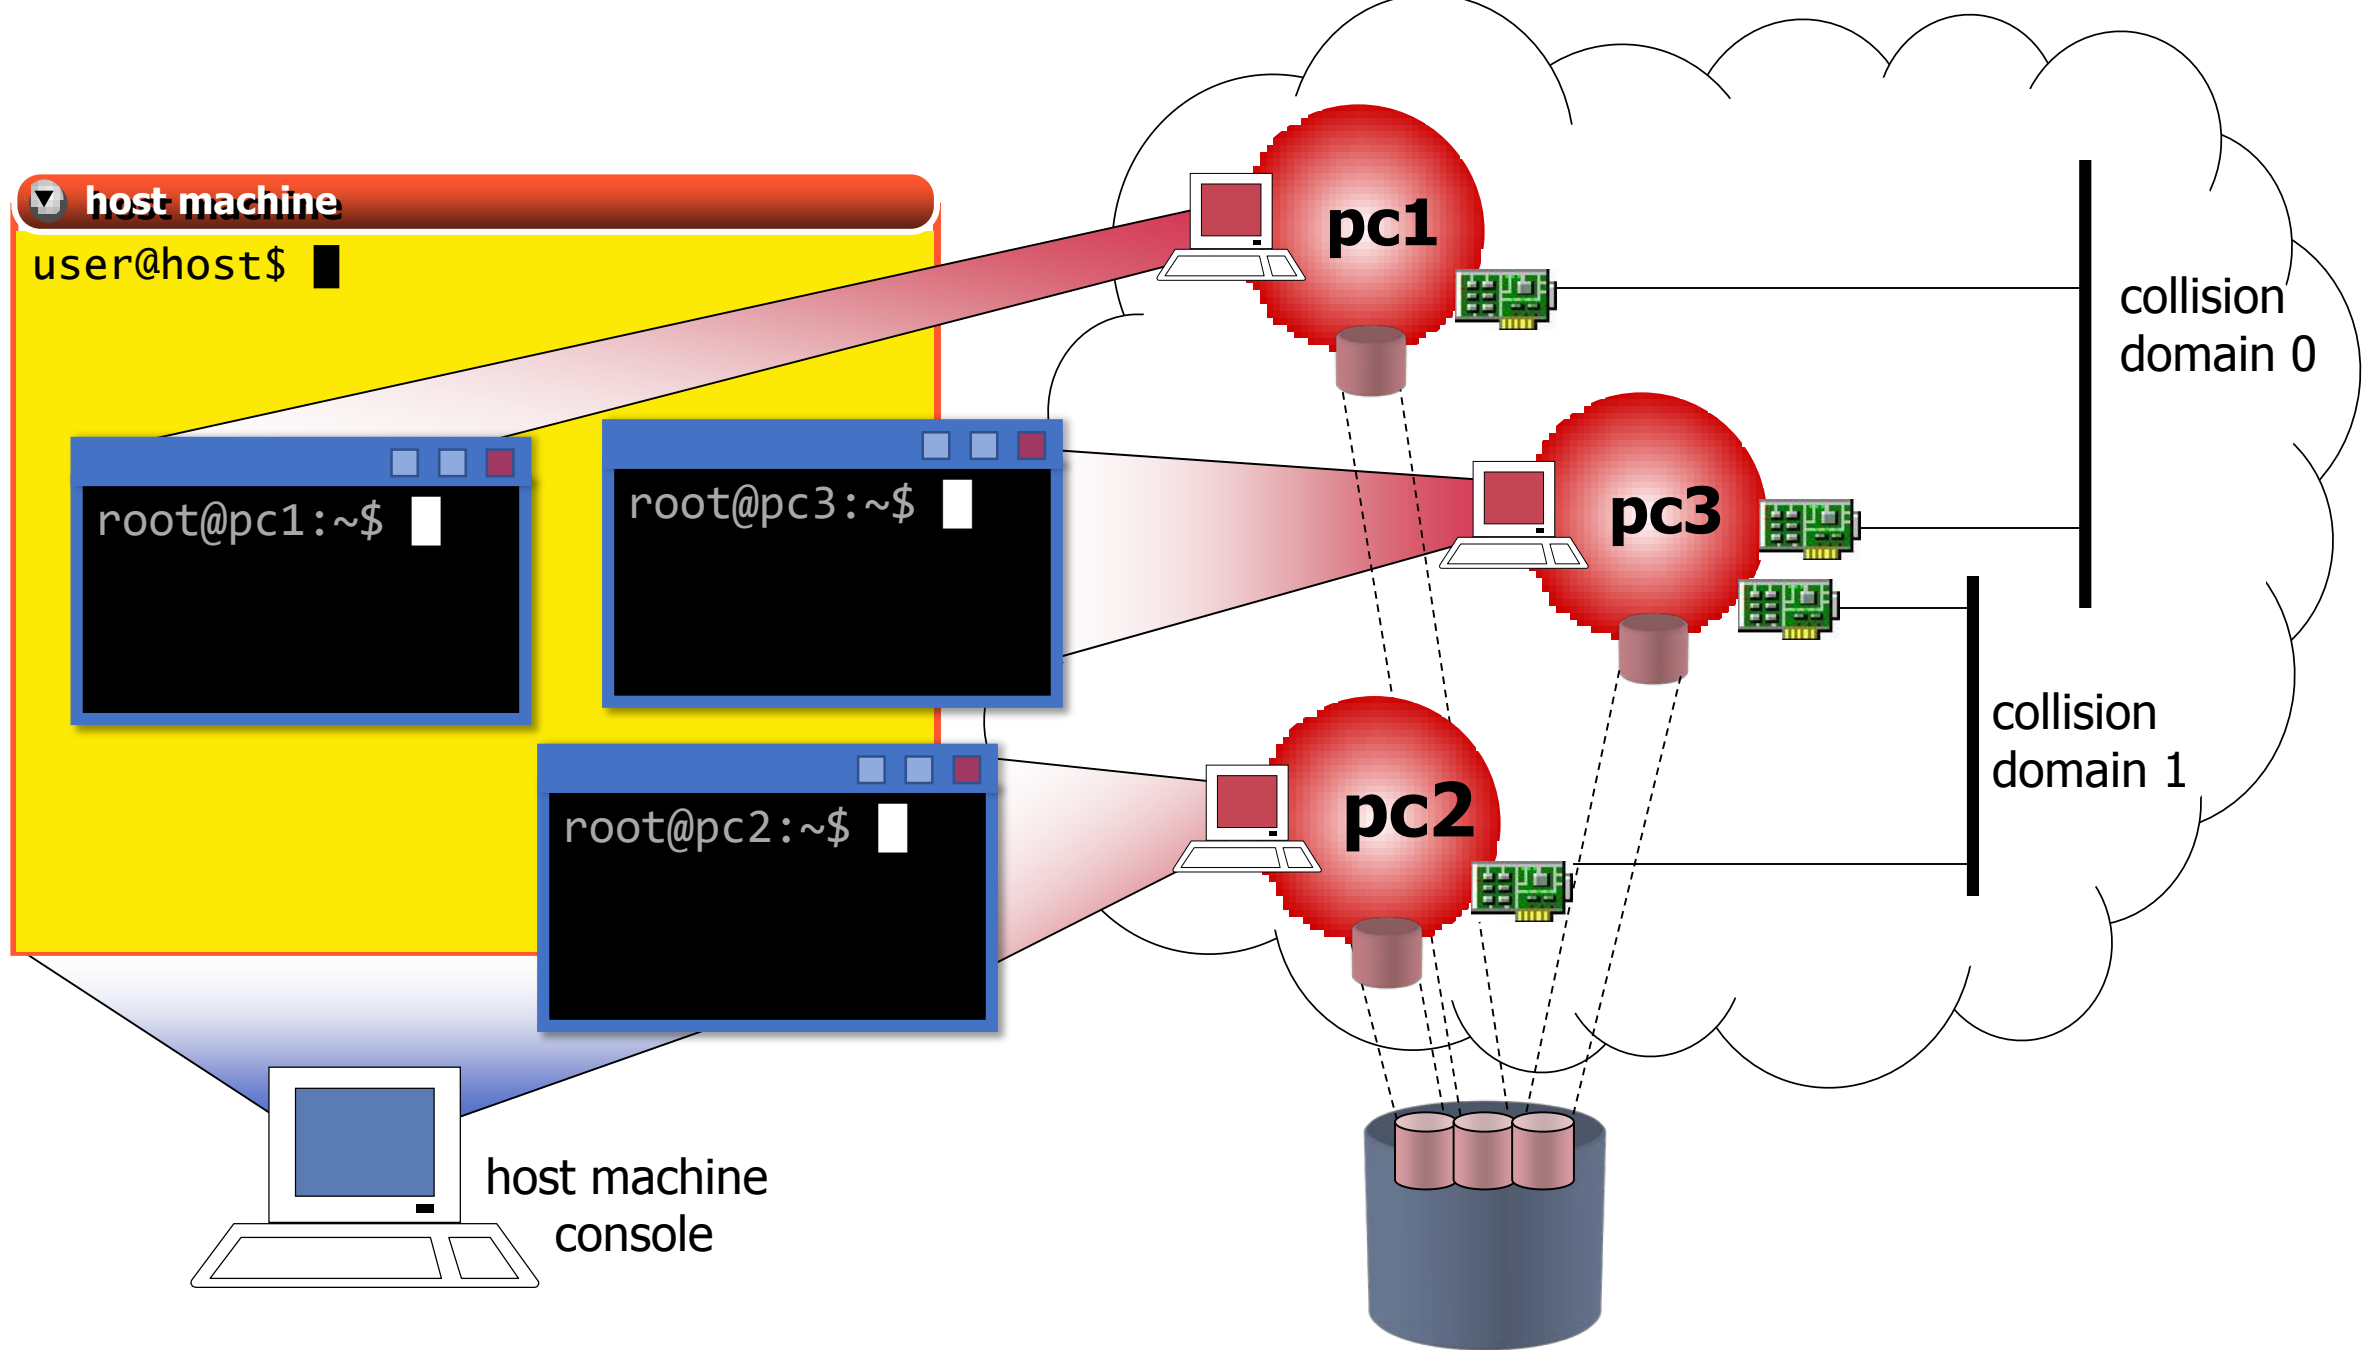 host machine
user@host$
root@pc1:~$
root@pc3:~$
root@pc2:~$
pc1
pc3
pc2
collision
domain 0
collision
domain 1
host machine
console